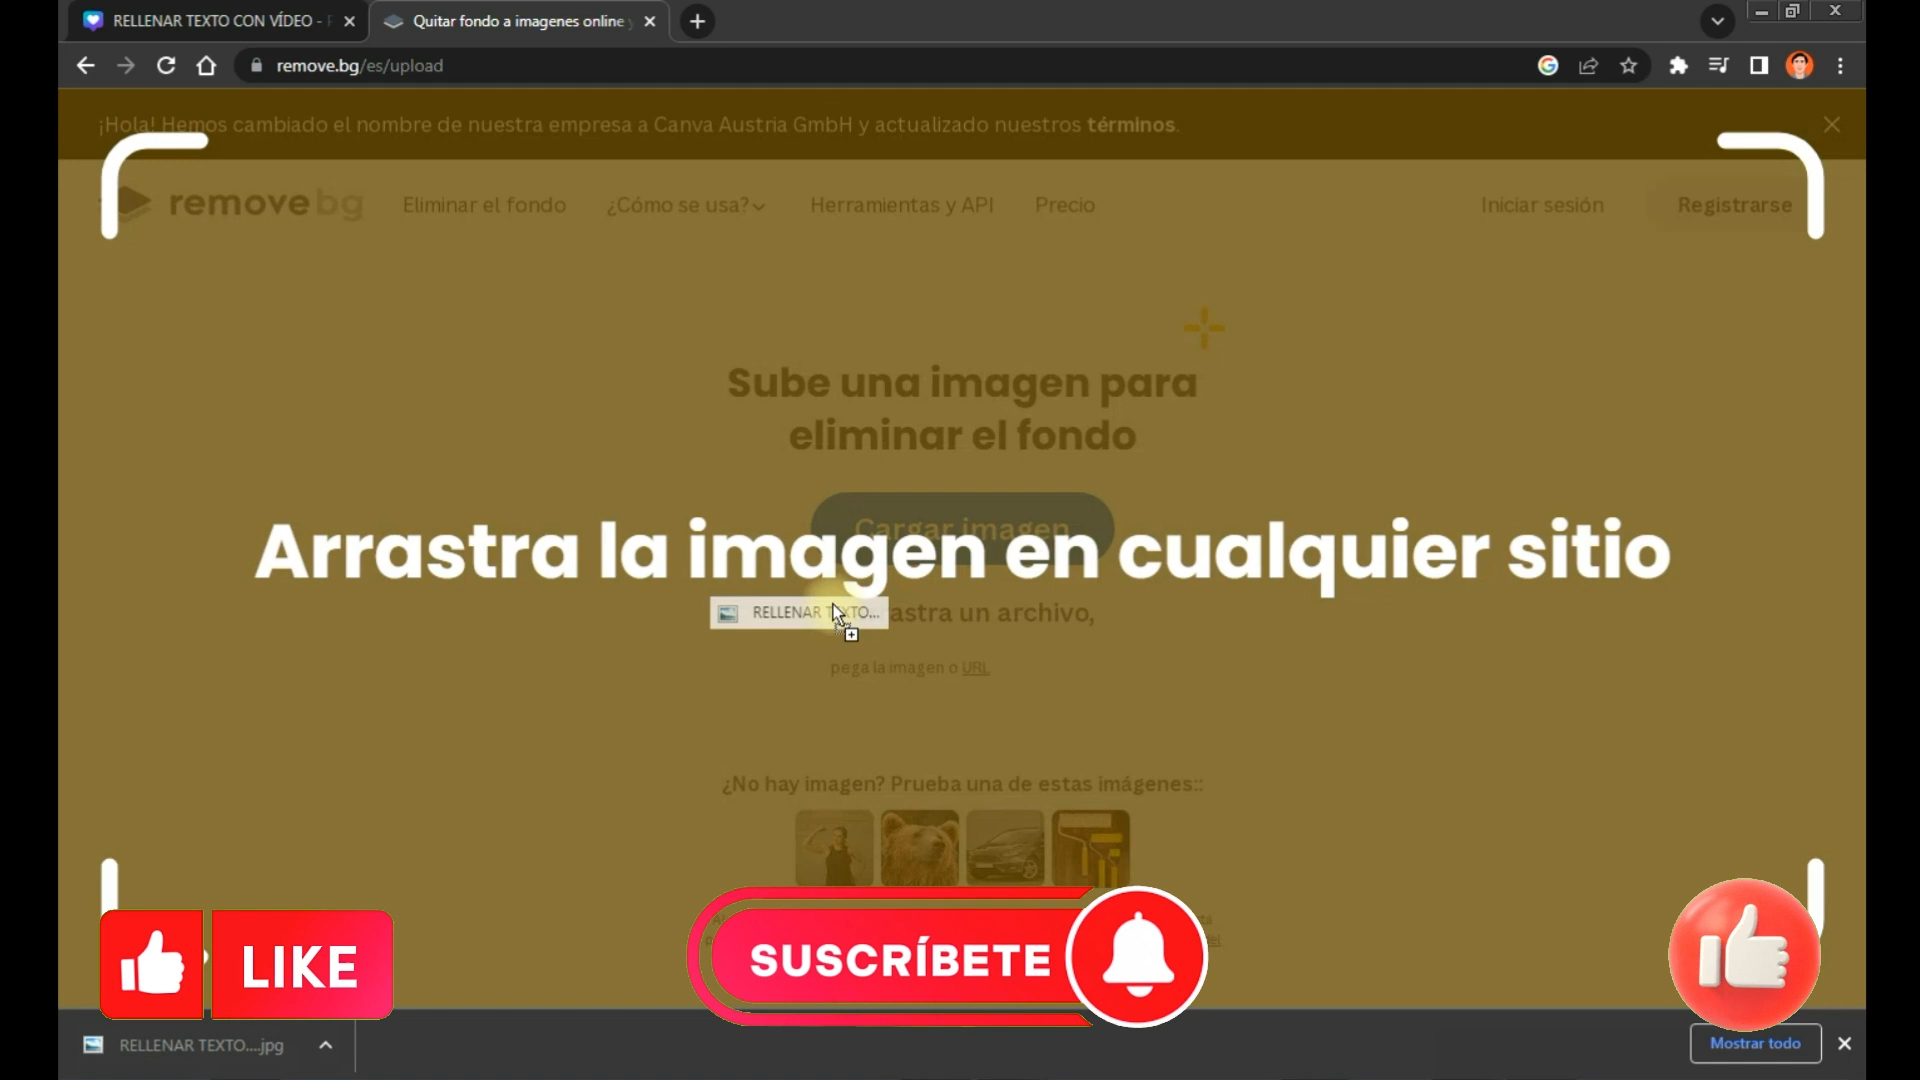 RELLENAR TEXTO CON VÍDEO -
Quitar fondo a imagenes online y
remove.bg/es/upload
¡Hola! Hemos cambiado el nombre de nuestra empresa a Canva Austria GmbH y actualizado nuestros términos.
remove bg
Eliminar el fondo
¿Cómo se usa?
Herramientas y API
Precio
Iniciar sesión
Registrarse
Sube una imagen para
eliminar el fondo
Cargar imagen
Arrastra la imagen en cualquier sitio
RELLENAR TEXTO...
astra un archivo,
pega la imagen o URL
¿No hay imagen? Prueba una de estas imágenes::
LIKE
SUSCRÍBETE
RELLENAR TEXTO....jpg
Mostrar todo